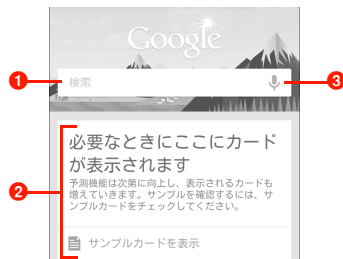 Google
❶
検索
❸
❷
必要なときにここにカード
が表示されます
予測機能は次第に向上し、表示されるカードも
増えていきます。サンプルを確認するには、サ
ンプルカードをチェックしてください。
サンプルカードを表示